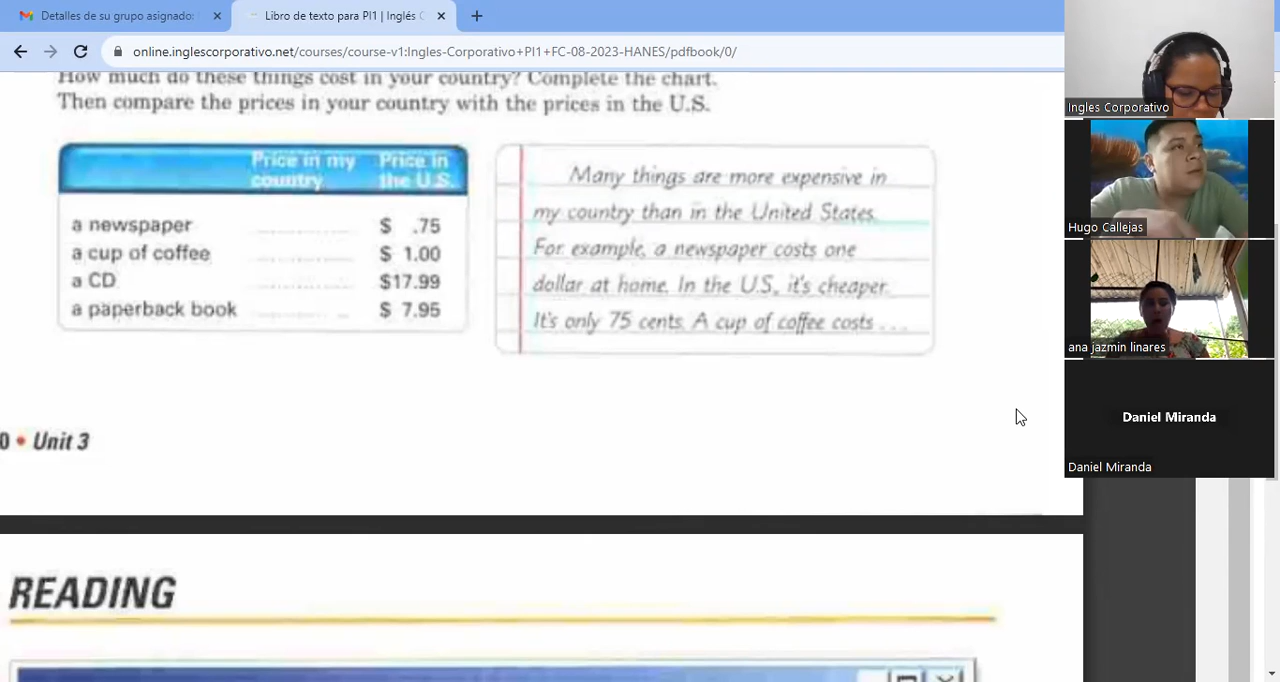 Detalles de su grupo asignado:
Libro de texto para PI1 | Inglés C
online.inglescorporativo.net/courses/course-v1:Ingles-Corporativo+PI1+FC-08-2023-HANES/pdfbook/0/
How much do these things cost in your country? Complete the chart.
Then compare the prices in your country with the prices in the U.S.
Price in my country
Price in the U.S.
a newspaper $ .75
a cup of coffee $ 1.00
a CD $17.99
a paperback book $ 7.95
Many things are more expensive in
my country than in the United States.
For example, a newspaper costs one
dollar at home. In the U.S., it's cheaper.
It's only 75 cents. A cup of coffee costs . . .
0 • Unit 3
READING
Ingles Corporativo
Hugo Callejas
ana jazmin linares
Daniel Miranda
Daniel Miranda